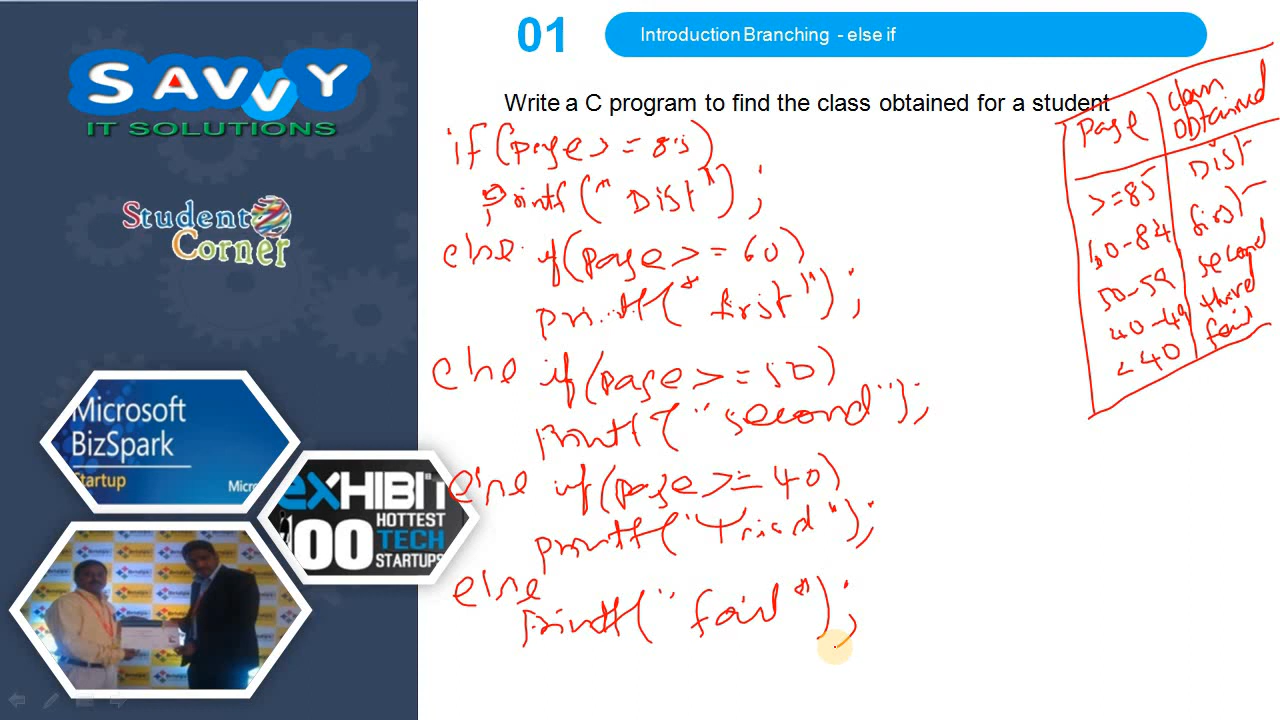 SAVVY
IT SOLUTIONS
Student
Corner
Microsoft
BizSpark
Startup
Micro
eXHIBIT
100 HOTTEST
TECH
STARTUPS
01
Introduction Branching - else if
Write a C program to find the class obtained for a student
if(page>=85)
printf("Dist");
else if(page>=60)
printf("first");
else if(page>=50)
printf("second");
else if(page>=40)
printf("Tried");
else
printf("fail");
page class obtained
>=85 Dist
60-84 first
50-59 second
40-49 third
<40 fail